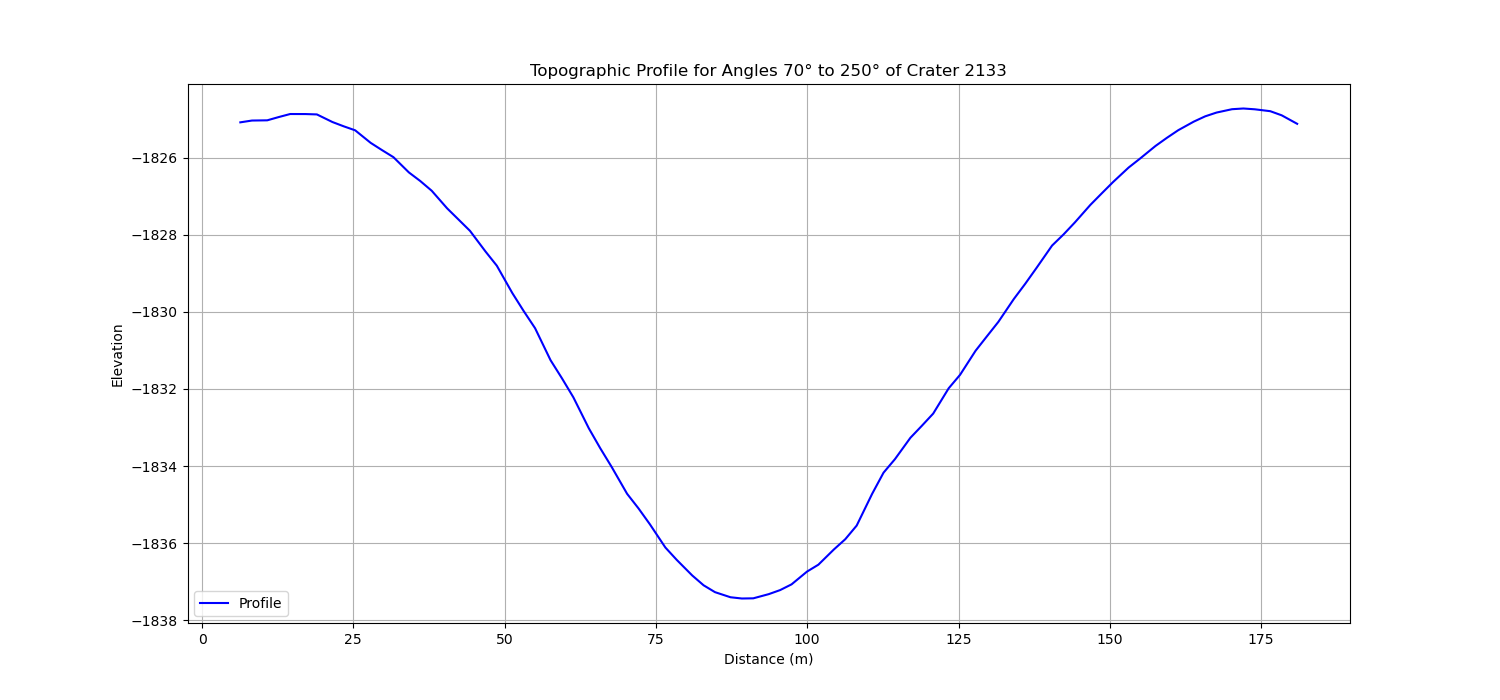 Topographic Profile for Angles 70° to 250° of Crater 2133
Elevation
−1826
−1828
−1830
−1832
−1834
−1836
−1838
Profile
0 25 50 75 100 125 150 175
Distance (m)